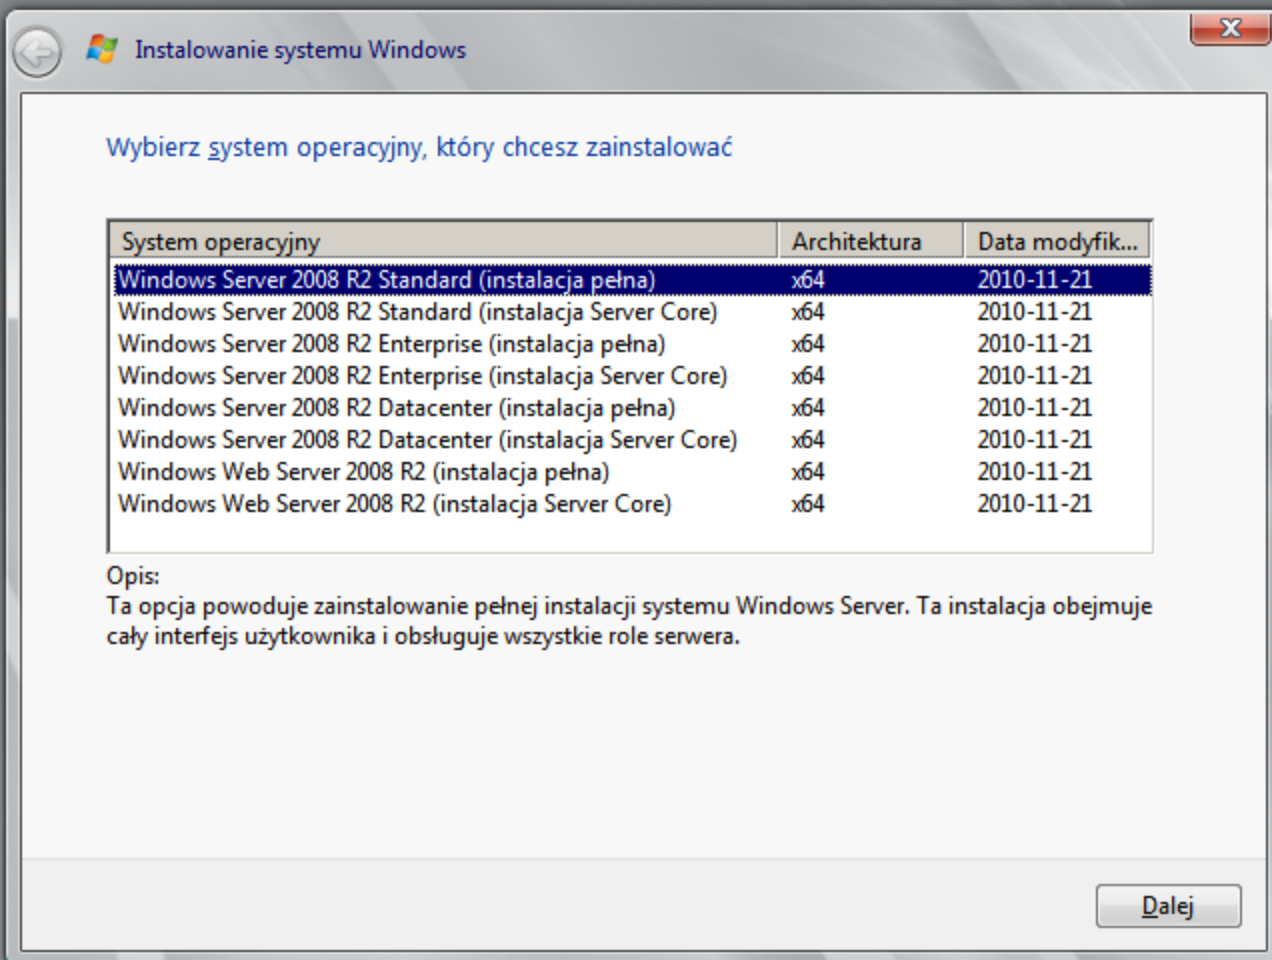 Instalowanie systemu Windows
Wybierz system operacyjny, który chcesz zainstalować
System operacyjny Architektura Data modyfik...
Windows Server 2008 R2 Standard (instalacja pełna) x64 2010-11-21
Windows Server 2008 R2 Standard (instalacja Server Core) x64 2010-11-21
Windows Server 2008 R2 Enterprise (instalacja pełna) x64 2010-11-21
Windows Server 2008 R2 Enterprise (instalacja Server Core) x64 2010-11-21
Windows Server 2008 R2 Datacenter (instalacja pełna) x64 2010-11-21
Windows Server 2008 R2 Datacenter (instalacja Server Core) x64 2010-11-21
Windows Web Server 2008 R2 (instalacja pełna) x64 2010-11-21
Windows Web Server 2008 R2 (instalacja Server Core) x64 2010-11-21
Opis:
Ta opcja powoduje zainstalowanie pełnej instalacji systemu Windows Server. Ta instalacja obejmuje
cały interfejs użytkownika i obsługuje wszystkie role serwera.
Dalej